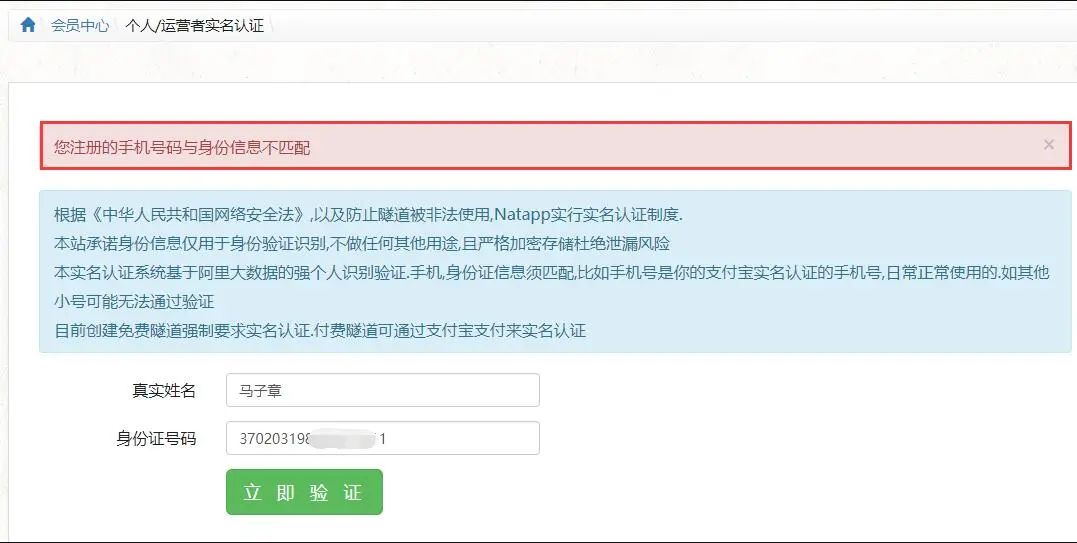 会员中心 个人/运营者实名认证
您注册的手机号码与身份信息不匹配 ×
根据《中华人民共和国网络安全法》,以及防止隧道被非法使用,Natapp实行实名认证制度.
本站承诺身份信息仅用于身份验证识别,不做任何其他用途,且严格加密存储杜绝泄漏风险
本实名认证系统基于阿里大数据的强个人识别验证.手机,身份证信息须匹配,比如手机号是你的支付宝实名认证的手机号,日常正常使用的.如其他
小号可能无法通过验证
目前创建免费隧道强制要求实名认证.付费隧道可通过支付宝支付来实名认证
真实姓名 马子章
身份证号码 37020319 1
立即验证